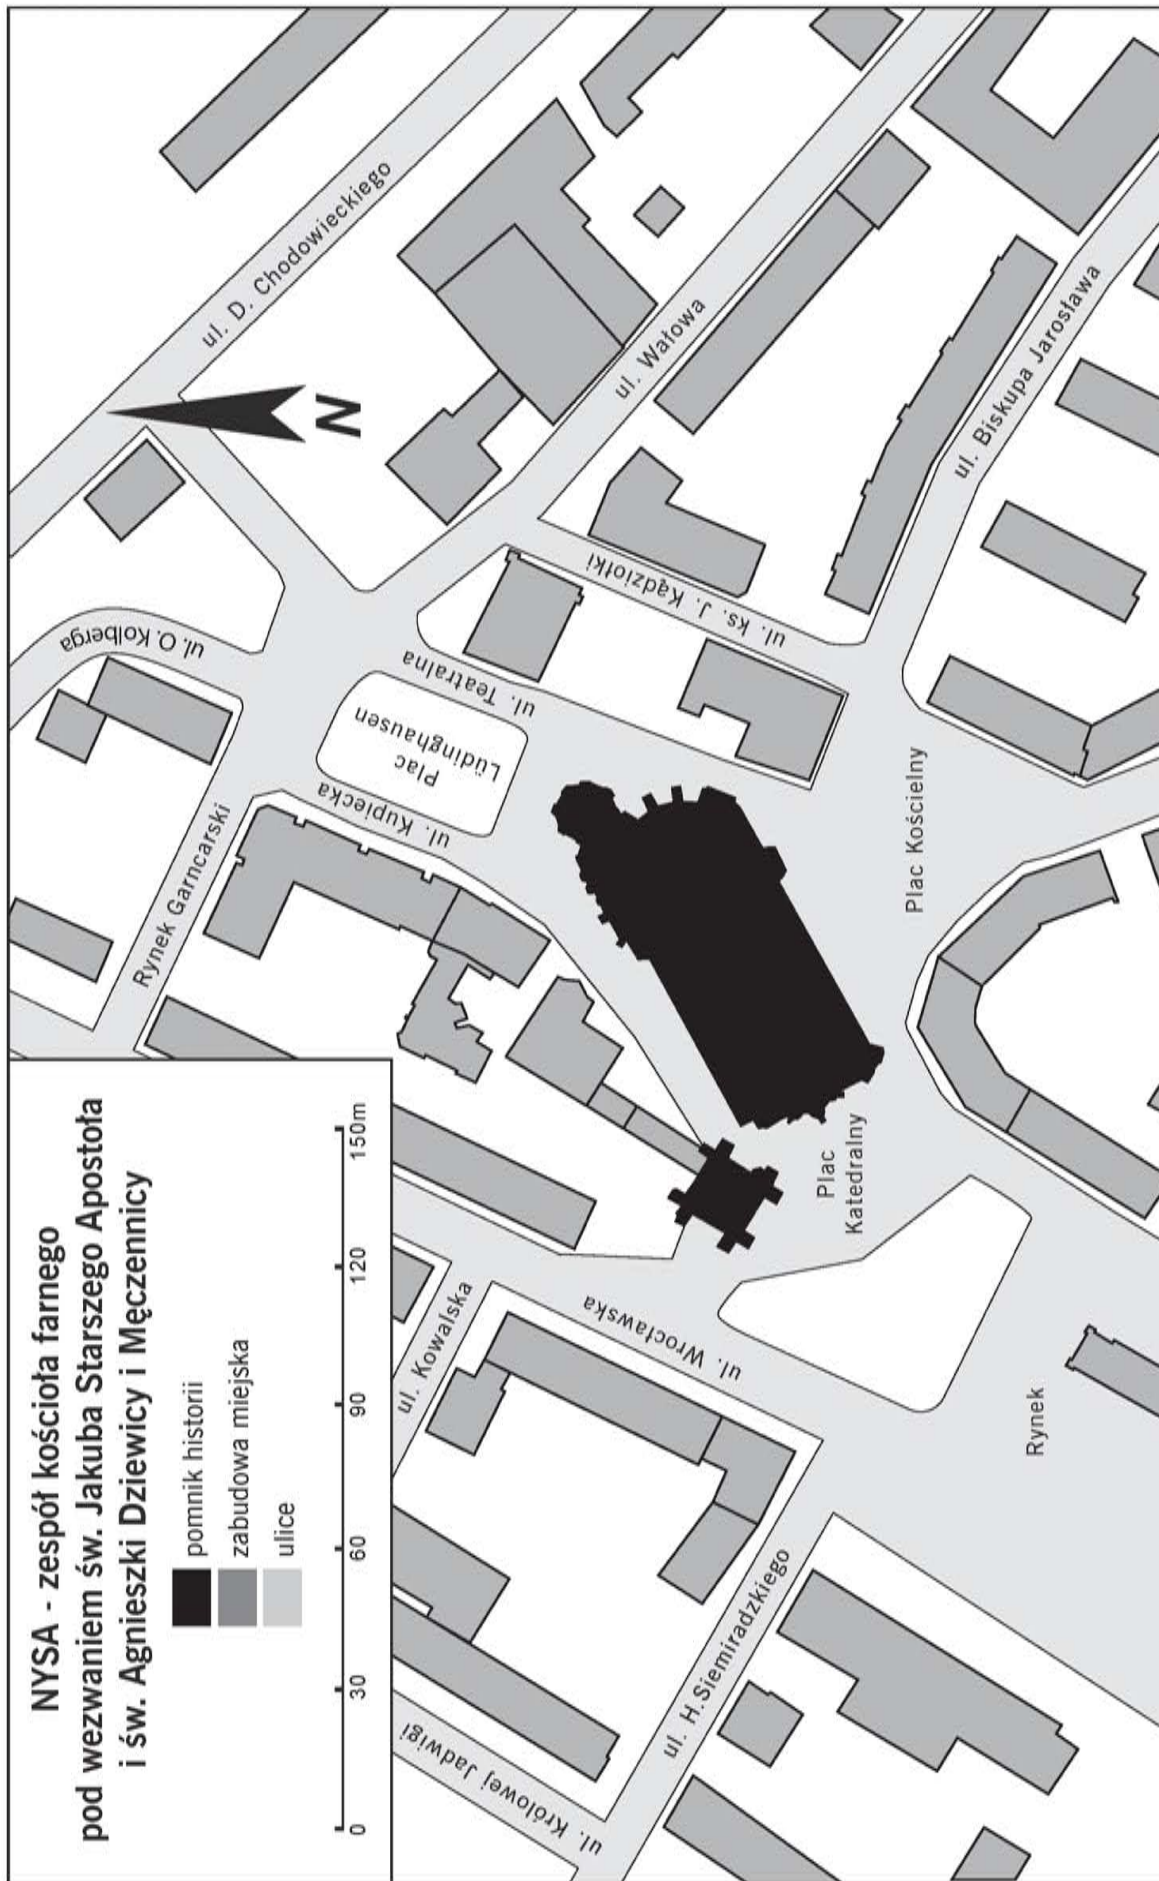 NYSA - zespół kościoła farnego
pod wezwaniem św. Jakuba Starszego Apostoła
i św. Agnieszki Dziewicy i Męczennicy
pomnik historii
zabudowa miejska
ulice
0 30 60 90 120 150m
N
ul. D. Chodowieckiego
ul. O. Kolberga
Rynek Garncarski
ul. Kupiecka
Plac
Lüdinghausen
ul. Teatralna
ul. Wałowa
ul. ks. J. Kądziołki
ul. Biskupa Jarosława
Plac Kościelny
Plac
Katedralny
ul. Kowalska
ul. Wrocławska
Rynek
ul. H.Siemiradzkiego
ul. Królowej Jadwigi